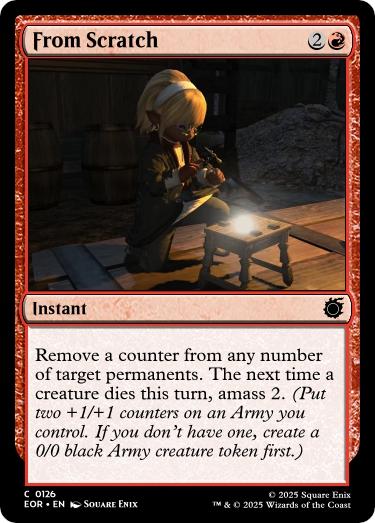 From Scratch 2
Instant
Remove a counter from any number
of target permanents. The next time a
creature dies this turn, amass 2. (Put
two +1/+1 counters on an Army you
control. If you don't have one, create a
0/0 black Army creature token first.)
C 0126
EOR • EN SQUARE ENIX
© 2025 Square Enix
™ & © 2025 Wizards of the Coast